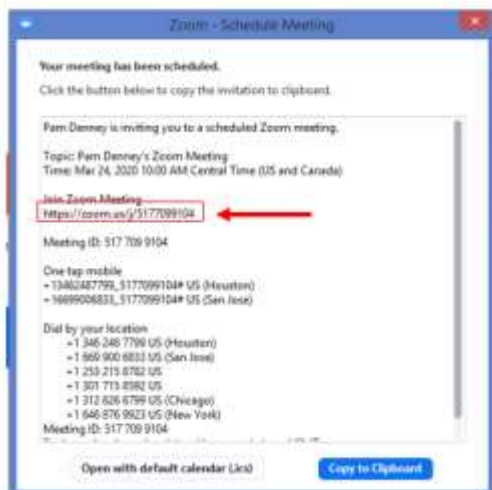 Zoom - Schedule Meeting
Your meeting has been scheduled.
Click the button below to copy the invitation to clipboard.
Pam Denney is inviting you to a scheduled Zoom meeting.
Topic: Pam Denney's Zoom Meeting
Time: Mar 24, 2020 10:00 AM Central Time (US and Canada)
Join Zoom Meeting
https://zoom.us/j/5177099104
Meeting ID: 517 709 9104
One tap mobile
+13462487799,,5177099104# US (Houston)
+16699006833,,5177099104# US (San Jose)
Dial by your location
+1 346 248 7799 US (Houston)
+1 669 900 6833 US (San Jose)
+1 253 215 8782 US
+1 301 715 8592 US
+1 312 626 6799 US (Chicago)
+1 646 876 9923 US (New York)
Meeting ID: 517 709 9104
Open with default calendar (.ics)
Copy to Clipboard